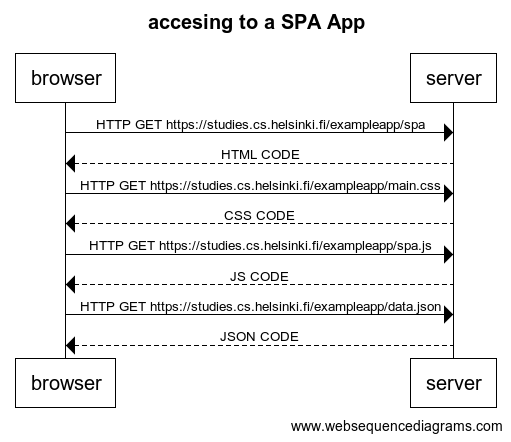 accesing to a SPA App
browser server
HTTP GET https://studies.cs.helsinki.fi/exampleapp/spa
HTML CODE
HTTP GET https://studies.cs.helsinki.fi/exampleapp/main.css
CSS CODE
HTTP GET https://studies.cs.helsinki.fi/exampleapp/spa.js
JS CODE
HTTP GET https://studies.cs.helsinki.fi/exampleapp/data.json
JSON CODE
browser server
www.websequencediagrams.com